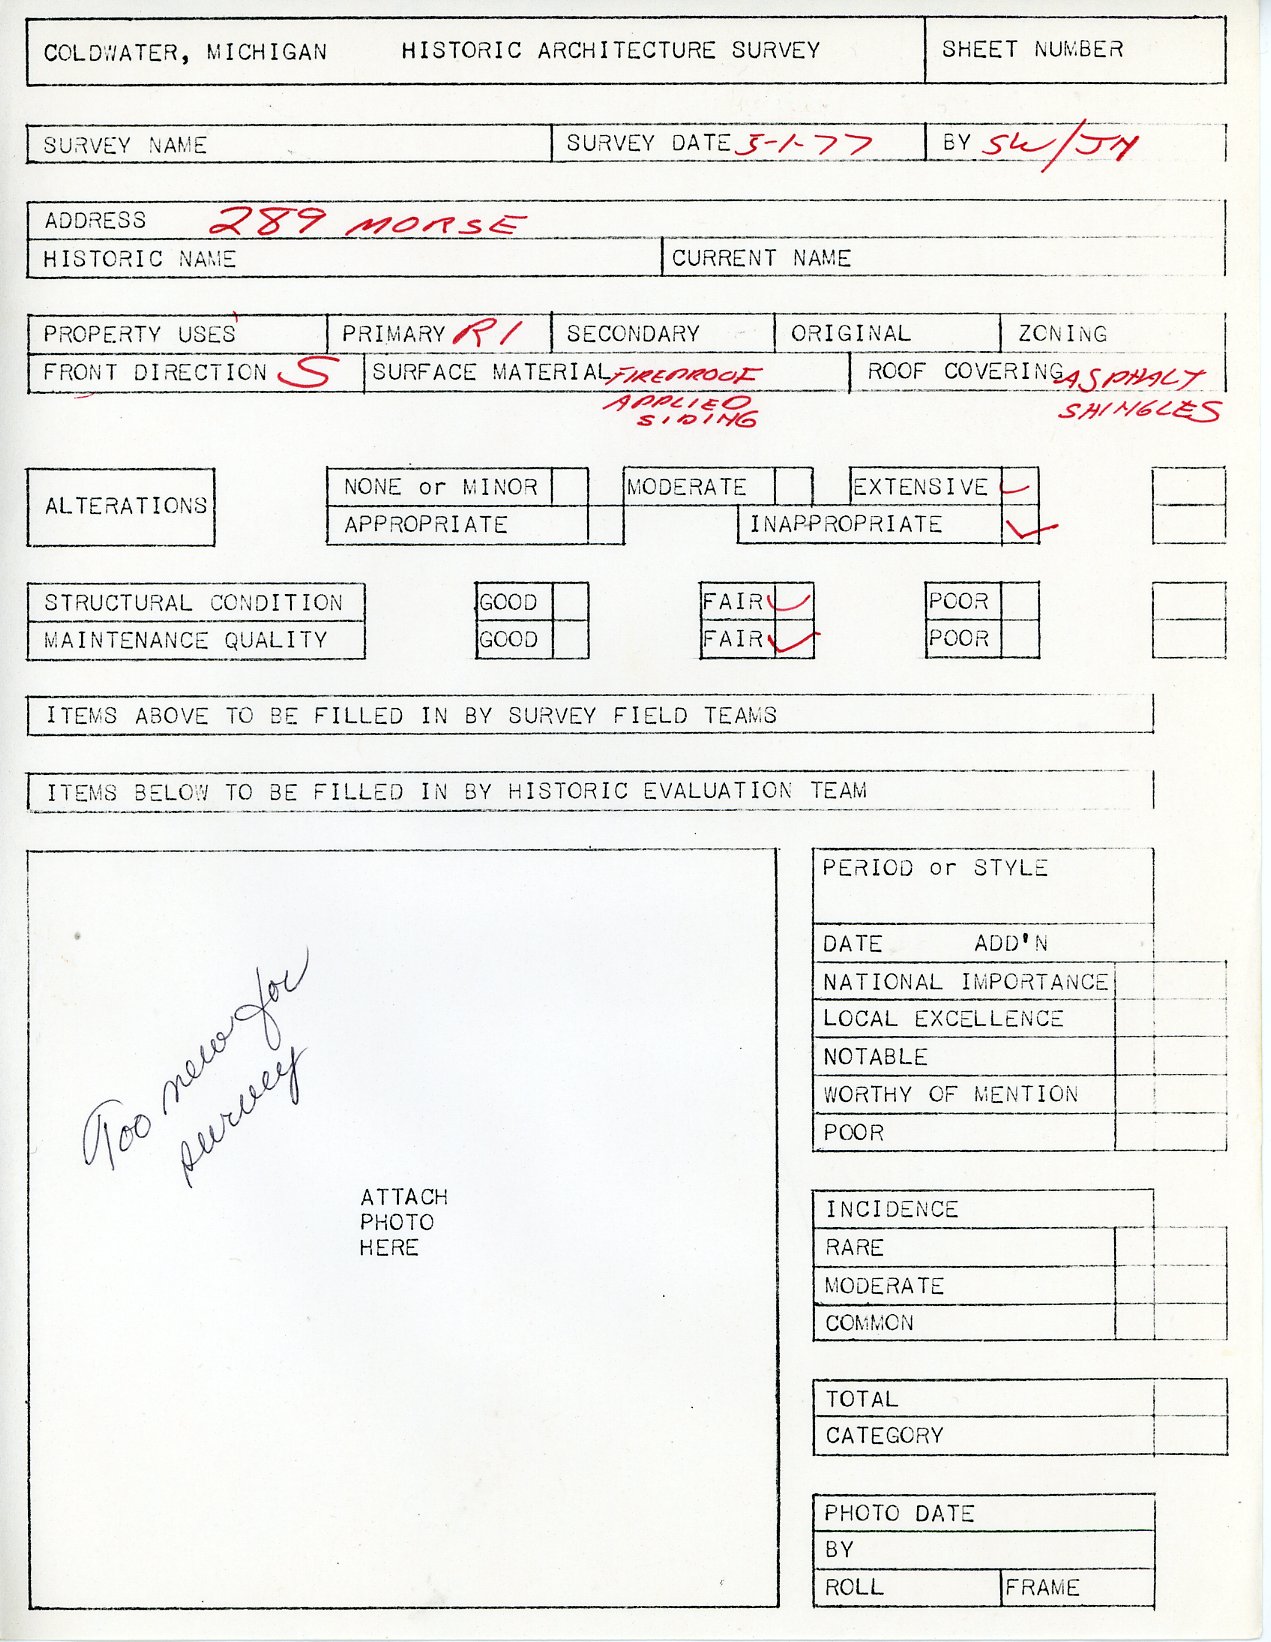 COLDWATER, MICHIGAN HISTORIC ARCHITECTURE SURVEY SHEET NUMBER
SURVEY NAME SURVEY DATE 3-1-77 BY SW/JM
ADDRESS 289 MORSE
HISTORIC NAME CURRENT NAME
PROPERTY USES PRIMARY R1 SECONDARY ORIGINAL ZONING
FRONT DIRECTION S SURFACE MATERIAL FIREPROOF ROOF COVERING ASPHALT
APPLIED SHINGLES
SIDING
ALTERATIONS NONE or MINOR MODERATE EXTENSIVE ✓
APPROPRIATE INAPPROPRIATE ✓
STRUCTURAL CONDITION GOOD FAIR ✓ POOR
MAINTENANCE QUALITY GOOD FAIR ✓ POOR
ITEMS ABOVE TO BE FILLED IN BY SURVEY FIELD TEAMS
ITEMS BELOW TO BE FILLED IN BY HISTORIC EVALUATION TEAM
Too new for
survey
ATTACH
PHOTO
HERE
PERIOD or STYLE
DATE ADD'N
NATIONAL IMPORTANCE
LOCAL EXCELLENCE
NOTABLE
WORTHY OF MENTION
POOR
INCIDENCE
RARE
MODERATE
COMMON
TOTAL
CATEGORY
PHOTO DATE
BY
ROLL FRAME